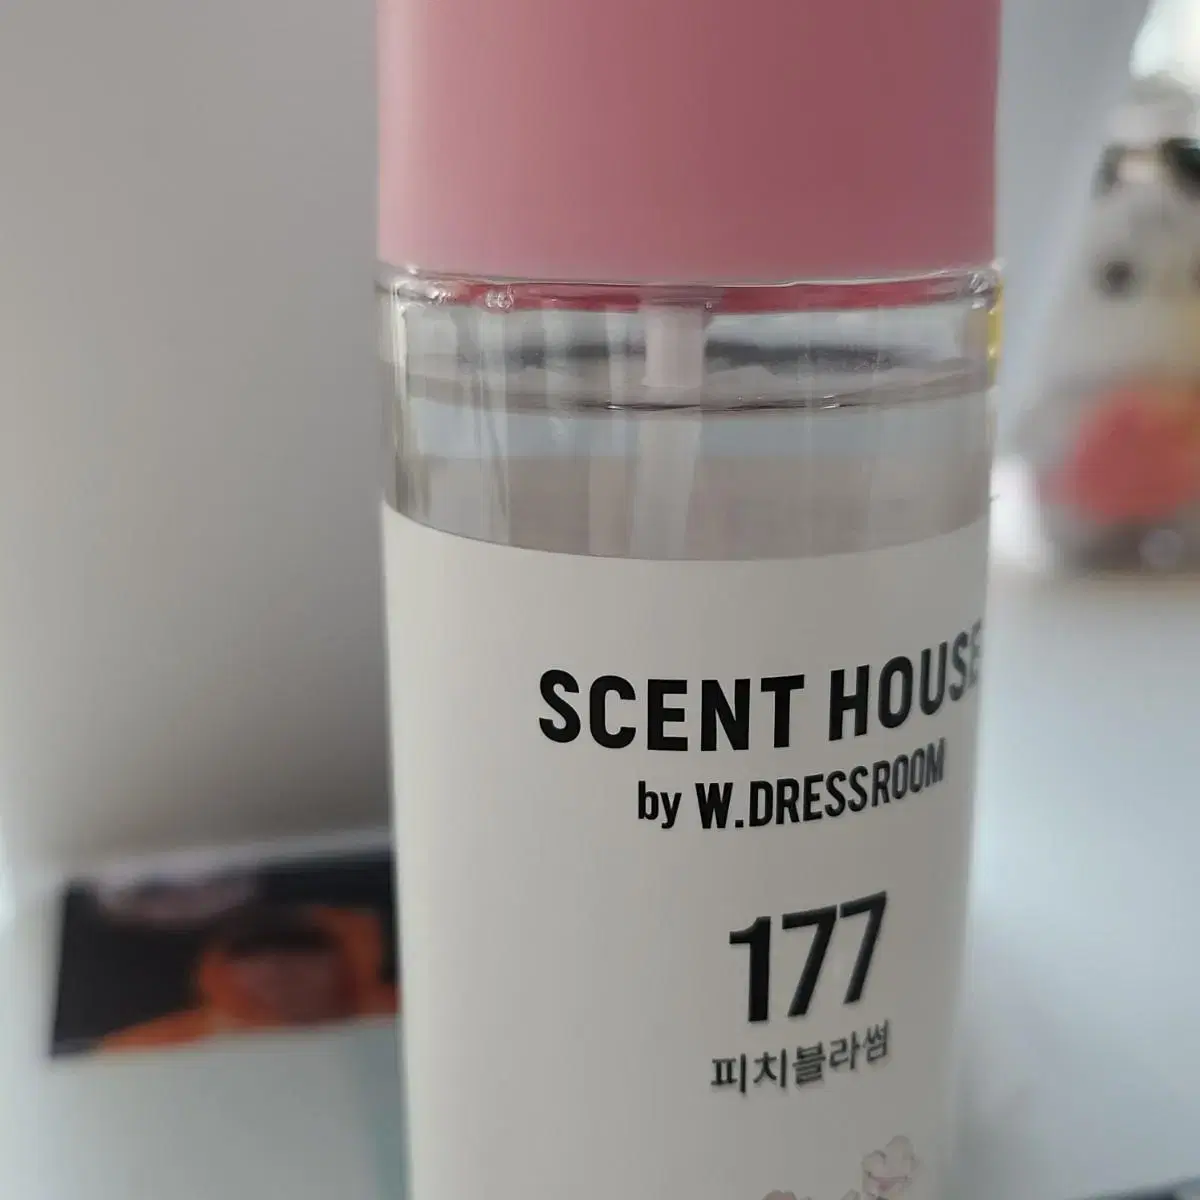 SCENT HOUSE
by W.DRESSROOM
177
피치블라썸